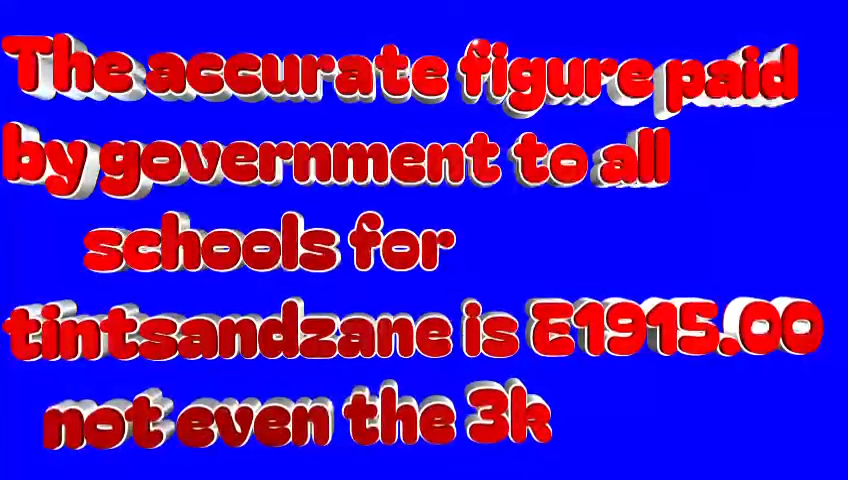 The accurate figure paid
by government to all
schools for
tintsandzane is E1915.00
not even the 3k